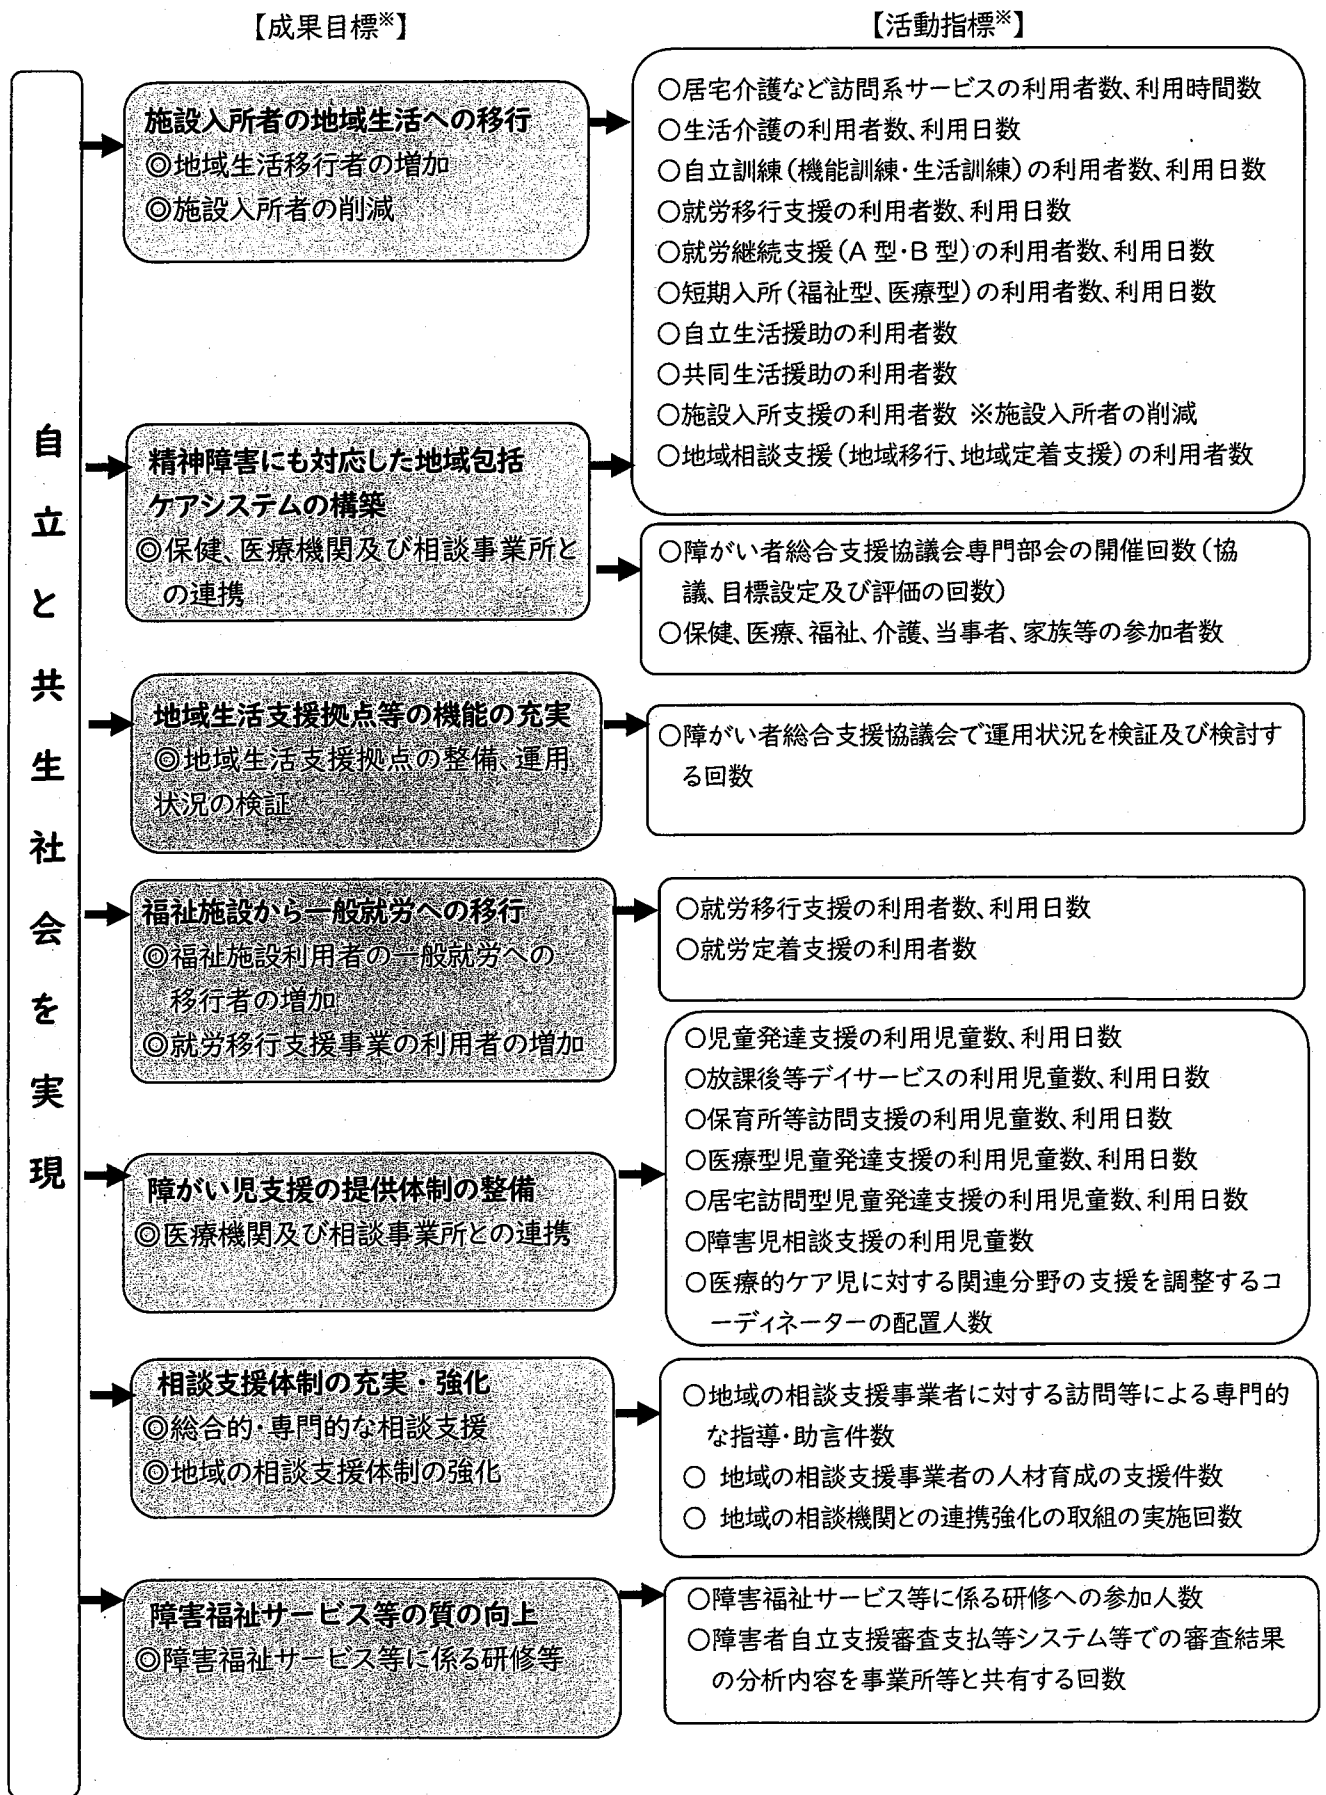 【成果目標※】
【活動指標※】
自立と共生社会を実現
施設入所者の地域生活への移行
◎地域生活移行者の増加
◎施設入所者の削減
○居宅介護など訪問系サービスの利用者数、利用時間数
○生活介護の利用者数、利用日数
○自立訓練(機能訓練・生活訓練)の利用者数、利用日数
○就労移行支援の利用者数、利用日数
○就労継続支援(A型・B型)の利用者数、利用日数
○短期入所(福祉型、医療型)の利用者数、利用日数
○自立生活援助の利用者数
○共同生活援助の利用者数
○施設入所支援の利用者数 ※施設入所者の削減
○地域相談支援(地域移行、地域定着支援)の利用者数
精神障害にも対応した地域包括
ケアシステムの構築
◎保健、医療機関及び相談事業所と
の連携
○障がい者総合支援協議会専門部会の開催回数(協
議、目標設定及び評価の回数)
○保健、医療、福祉、介護、当事者、家族等の参加者数
地域生活支援拠点等の機能の充実
◎地域生活支援拠点の整備、運用
状況の検証
○障がい者総合支援協議会で運用状況を検証及び検討す
る回数
福祉施設から一般就労への移行
◎福祉施設利用者の一般就労への
移行者の増加
◎就労移行支援事業の利用者の増加
○就労移行支援の利用者数、利用日数
○就労定着支援の利用者数
障がい児支援の提供体制の整備
◎医療機関及び相談事業所との連携
○児童発達支援の利用児童数、利用日数
○放課後等デイサービスの利用児童数、利用日数
○保育所等訪問支援の利用児童数、利用日数
○医療型児童発達支援の利用児童数、利用日数
○居宅訪問型児童発達支援の利用児童数、利用日数
○障害児相談支援の利用児童数
○医療的ケア児に対する関連分野の支援を調整するコ
ーディネーターの配置人数
相談支援体制の充実・強化
◎総合的・専門的な相談支援
◎地域の相談支援体制の強化
○地域の相談支援事業者に対する訪問等による専門的
な指導・助言件数
○ 地域の相談支援事業者の人材育成の支援件数
○ 地域の相談機関との連携強化の取組の実施回数
障害福祉サービス等の質の向上
◎障害福祉サービス等に係る研修等
○障害福祉サービス等に係る研修への参加人数
○障害者自立支援審査支払等システム等での審査結果
の分析内容を事業所等と共有する回数